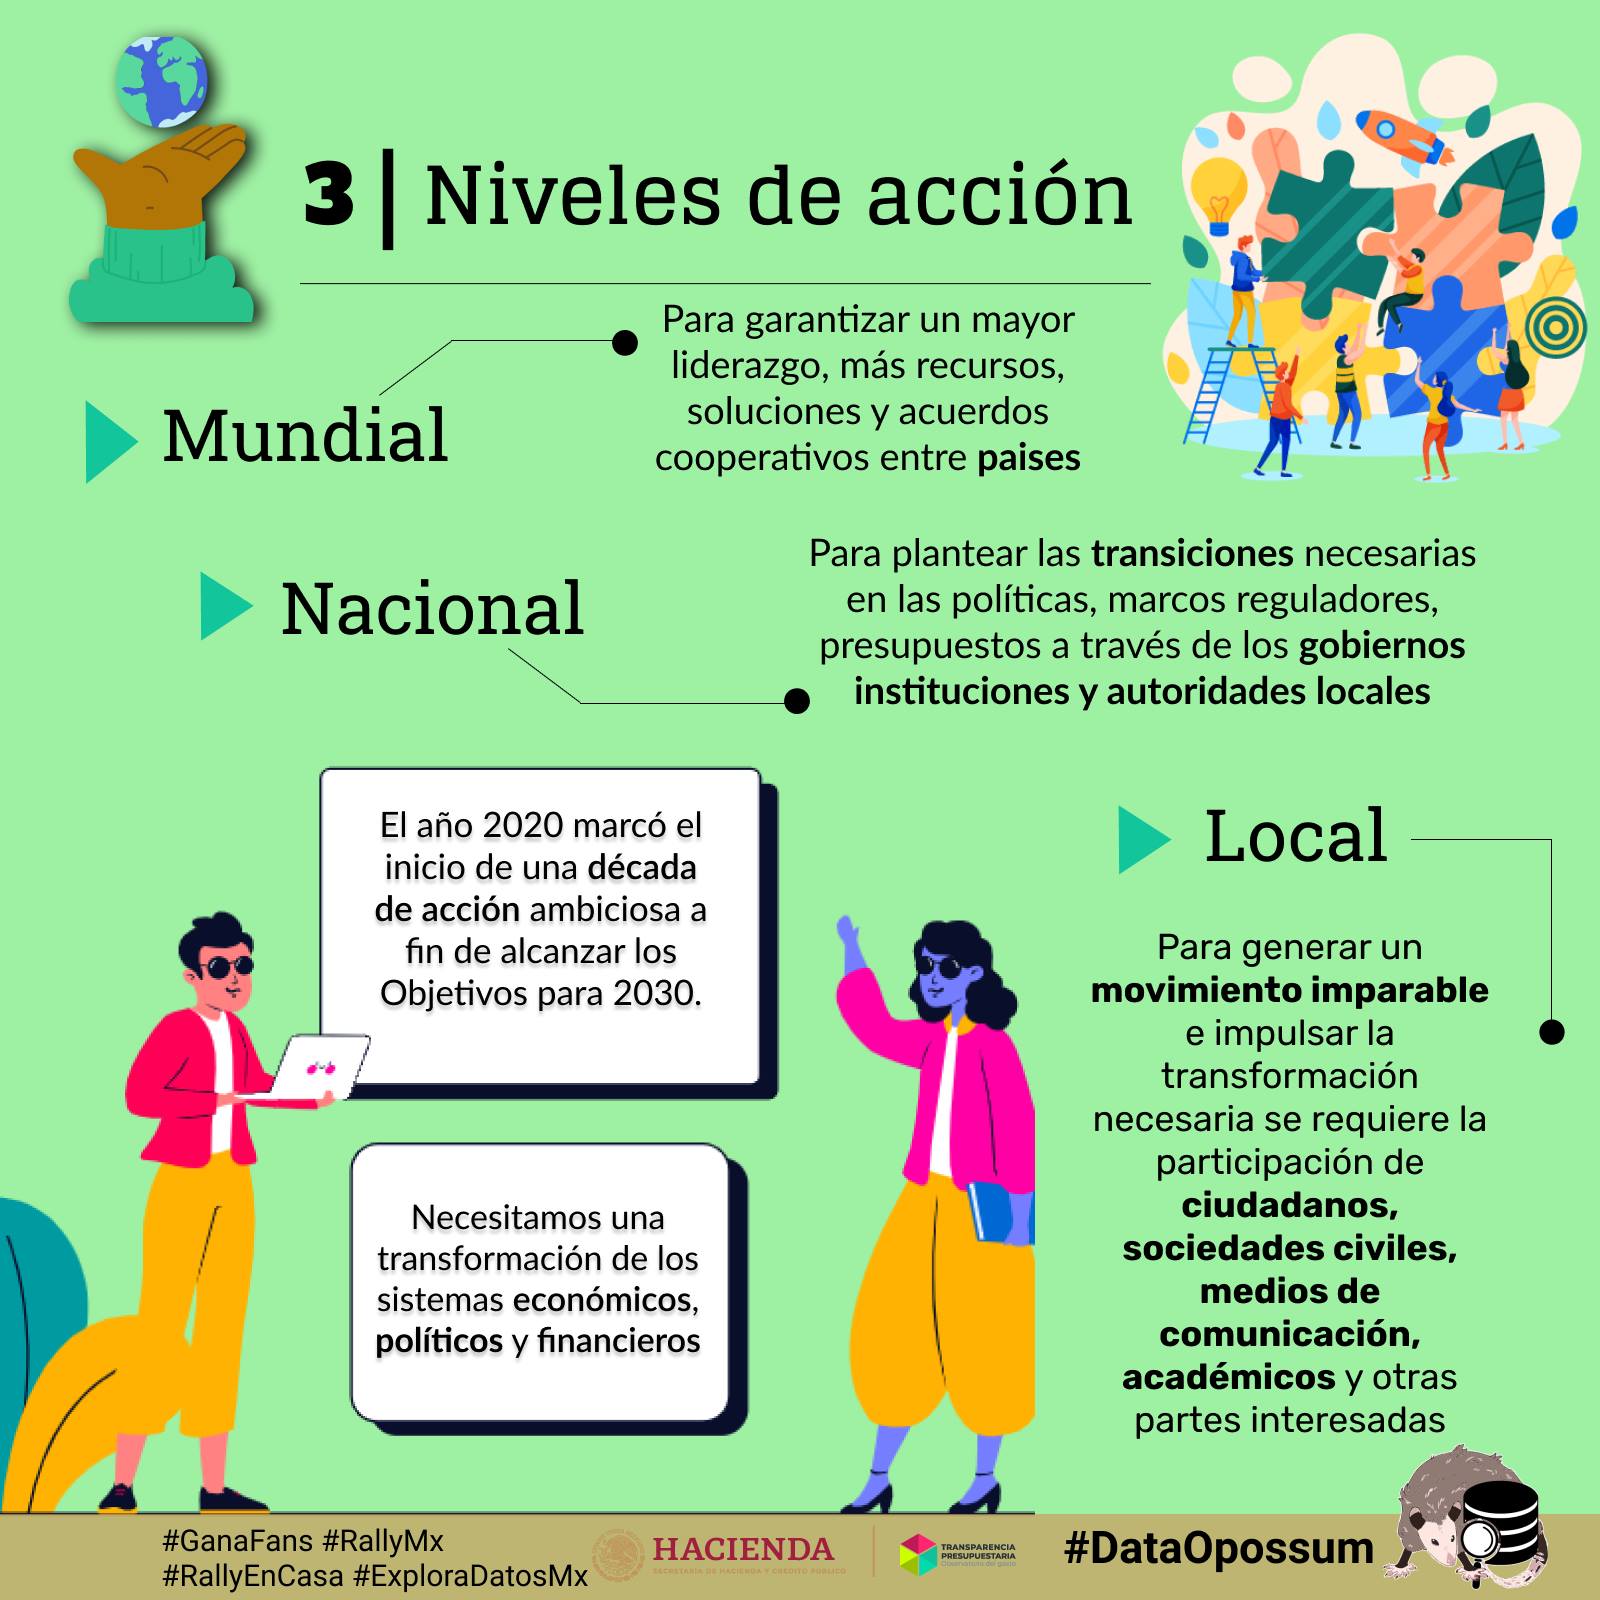 3 | Niveles de acción
Para garantizar un mayor
liderazgo, más recursos,
soluciones y acuerdos
cooperativos entre paises
Mundial
Para plantear las transiciones necesarias
en las políticas, marcos reguladores,
presupuestos a través de los gobiernos
instituciones y autoridades locales
Nacional
El año 2020 marcó el
inicio de una década
de acción ambiciosa a
fin de alcanzar los
Objetivos para 2030.
Necesitamos una
transformación de los
sistemas económicos,
políticos y financieros
Local
Para generar un
movimiento imparable
e impulsar la
transformación
necesaria se requiere la
participación de
ciudadanos,
sociedades civiles,
medios de
comunicación,
académicos y otras
partes interesadas
#GanaFans #RallyMx
#RallyEnCasa #ExploraDatosMx
HACIENDA
SECRETARÍA DE HACIENDA Y CRÉDITO PÚBLICO
TRANSPARENCIA
PRESUPUESTARIA
Observatorio del gasto
#DataOpossum